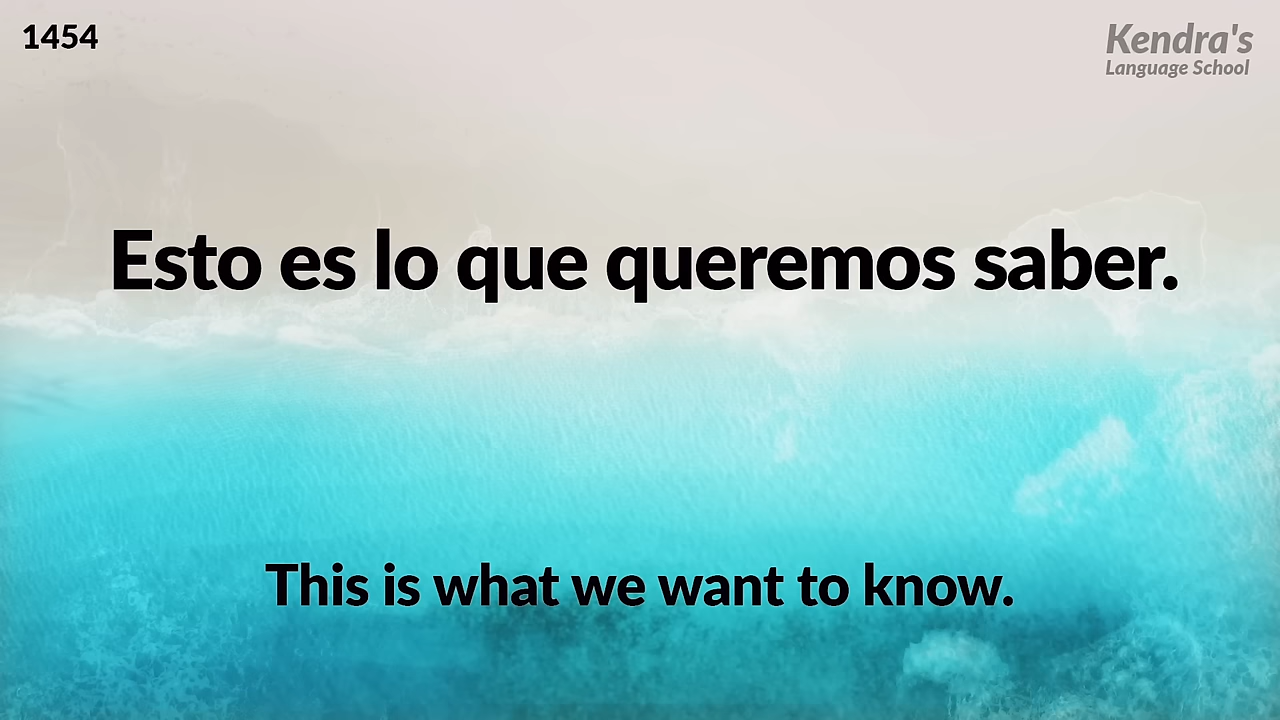 1454
Kendra's
Language School
Esto es lo que queremos saber.
This is what we want to know.